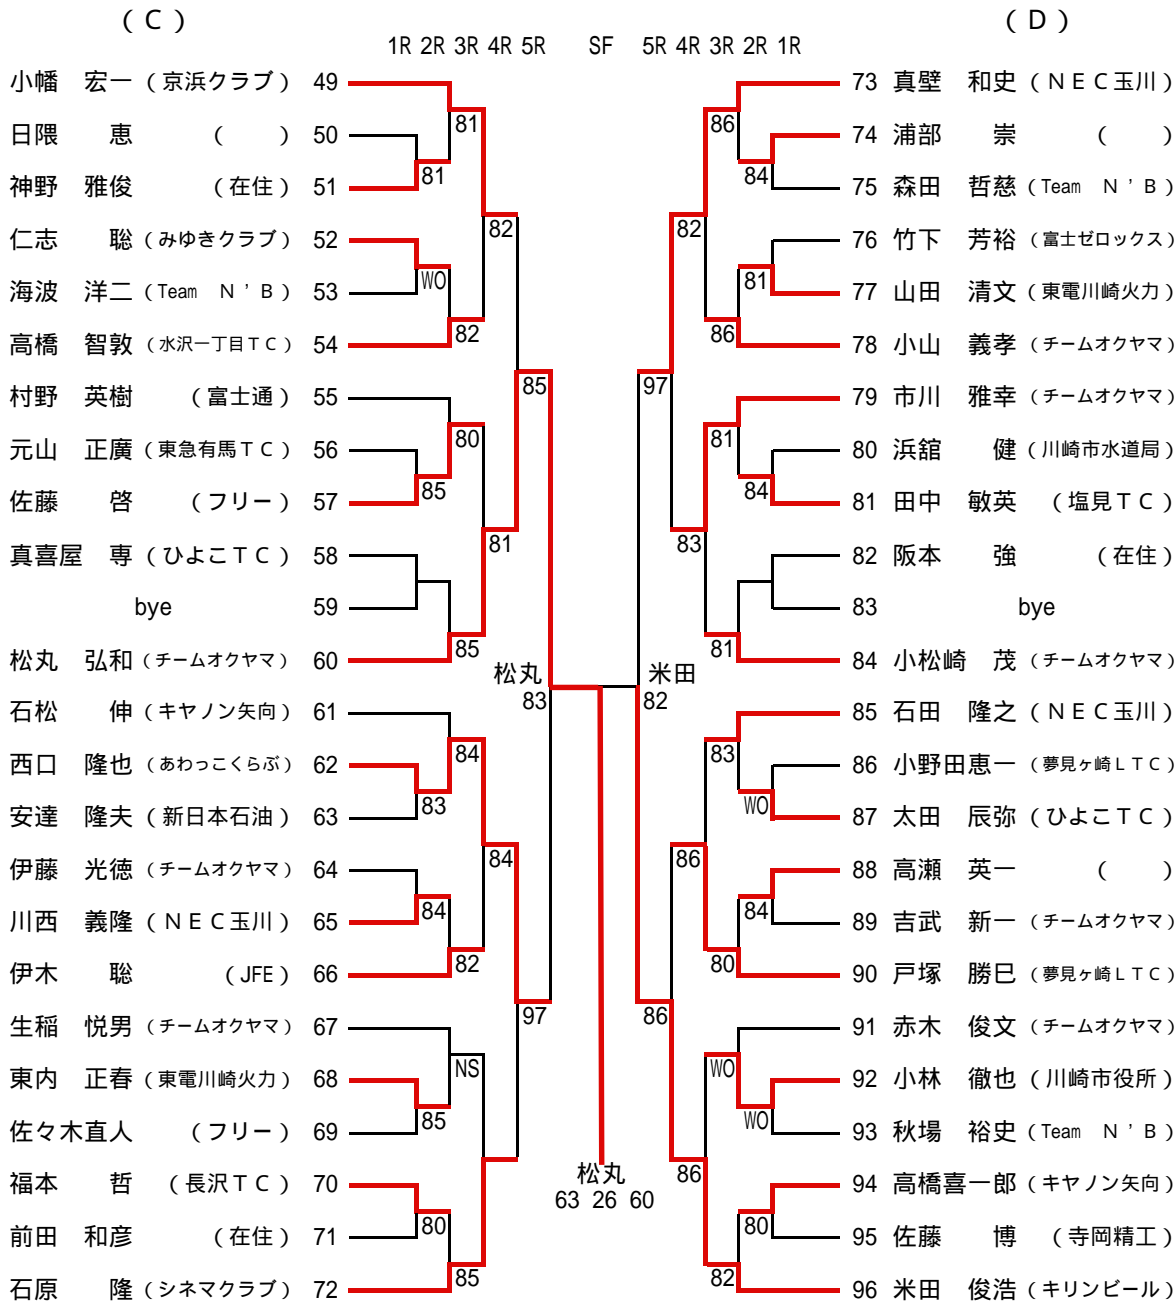 (C) (D)
1R 2R 3R 4R 5R SF 5R 4R 3R 2R 1R
小幡 宏一 (京浜クラブ) 49 73 真壁 和史 (NEC玉川)
81 86
日隈 恵 ( ) 50 74 浦部 崇 ( )
81 84
神野 雅俊 (在住) 51 75 森田 哲慈 (Team N'B)
82 82
仁志 聡 (みゆきクラブ) 52 76 竹下 芳裕 (富士ゼロックス)
WO 81
海波 洋二 (Team N'B) 53 77 山田 清文 (東電川崎火力)
82 86
高橋 智敦 (水沢一丁目TC) 54 78 小山 義孝 (チームオクヤマ)
85 97
村野 英樹 (富士通) 55 79 市川 雅幸 (チームオクヤマ)
80 81
元山 正廣 (東急有馬TC) 56 80 浜舘 健 (川崎市水道局)
85 84
佐藤 啓 (フリー) 57 81 田中 敏英 (塩見TC)
81 83
真喜屋 専 (ひよこTC) 58 82 阪本 強 (在住)
bye 59 83 bye
85 81
松丸 弘和 (チームオクヤマ) 60 84 小松崎 茂 (チームオクヤマ)
松丸 米田
83 82
石松 伸 (キヤノン矢向) 61 85 石田 隆之 (NEC玉川)
84 83
西口 隆也 (あわっこくらぶ) 62 86 小野田恵一 (夢見ヶ崎LTC)
83 WO
安達 隆夫 (新日本石油) 63 87 太田 辰弥 (ひよこTC)
84 86
伊藤 光徳 (チームオクヤマ) 64 88 高瀬 英一 ( )
84 84
川西 義隆 (NEC玉川) 65 89 吉武 新一 (チームオクヤマ)
82 80
伊木 聡 (JFE) 66 90 戸塚 勝巳 (夢見ヶ崎LTC)
97 86
生稲 悦男 (チームオクヤマ) 67 91 赤木 俊文 (チームオクヤマ)
NS WO
東内 正春 (東電川崎火力) 68 92 小林 徹也 (川崎市役所)
85 WO
佐々木直人 (フリー) 69 93 秋場 裕史 (Team N'B)
松丸 86
63 26 60
福本 哲 (長沢TC) 70 94 高橋喜一郎 (キヤノン矢向)
80 80
前田 和彦 (在住) 71 95 佐藤 博 (寺岡精工)
85 82
石原 隆 (シネマクラブ) 72 96 米田 俊浩 (キリンビール)